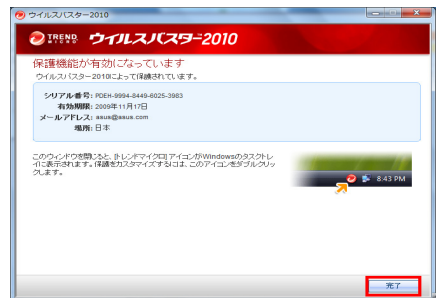 ウイルスバスター2010
TREND MICRO ウイルスバスター2010
保護機能が有効になっています
ウイルスバスター2010によって保護されています。
シリアル番号: PDEH-9994-8449-6025-3983
有効期限: 2009年11月17日
メールアドレス: asus@asus.com
場所: 日本
このウィンドウを閉じると、[トレンドマイクロ] アイコンがWindowsのタスクトレ
イに表示されます。保護をカスタマイズするには、このアイコンをダブルクリッ
クします。
8:43 PM
完了